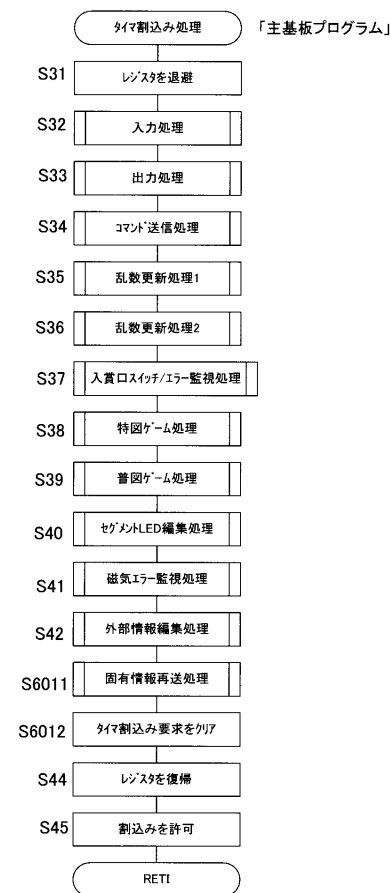 タイマ割込み処理
「主基板プログラム」
S31 レジスタを退避
S32 入力処理
S33 出力処理
S34 コマンド送信処理
S35 乱数更新処理1
S36 乱数更新処理2
S37 入賞口スイッチ/エラー監視処理
S38 特図ゲーム処理
S39 普図ゲーム処理
S40 セグメントLED編集処理
S41 磁気エラー監視処理
S42 外部情報編集処理
S6011 固有情報再送処理
S6012 タイマ割込み要求をクリア
S44 レジスタを復帰
S45 割込みを許可
RETI